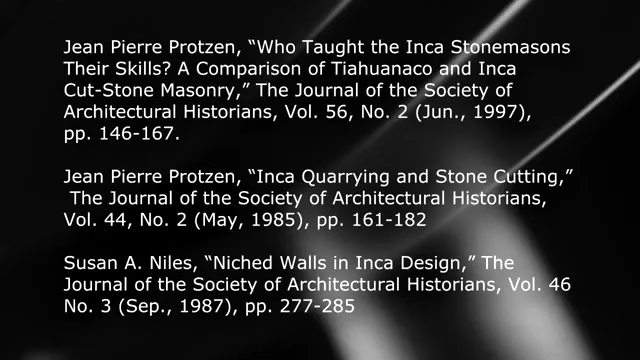 Jean Pierre Protzen, “Who Taught the Inca Stonemasons
Their Skills? A Comparison of Tiahuanaco and Inca
Cut-Stone Masonry,” The Journal of the Society of
Architectural Historians, Vol. 56, No. 2 (Jun., 1997),
pp. 146-167.
Jean Pierre Protzen, “Inca Quarrying and Stone Cutting,”
The Journal of the Society of Architectural Historians,
Vol. 44, No. 2 (May, 1985), pp. 161-182
Susan A. Niles, “Niched Walls in Inca Design,” The
Journal of the Society of Architectural Historians, Vol. 46
No. 3 (Sep., 1987), pp. 277-285